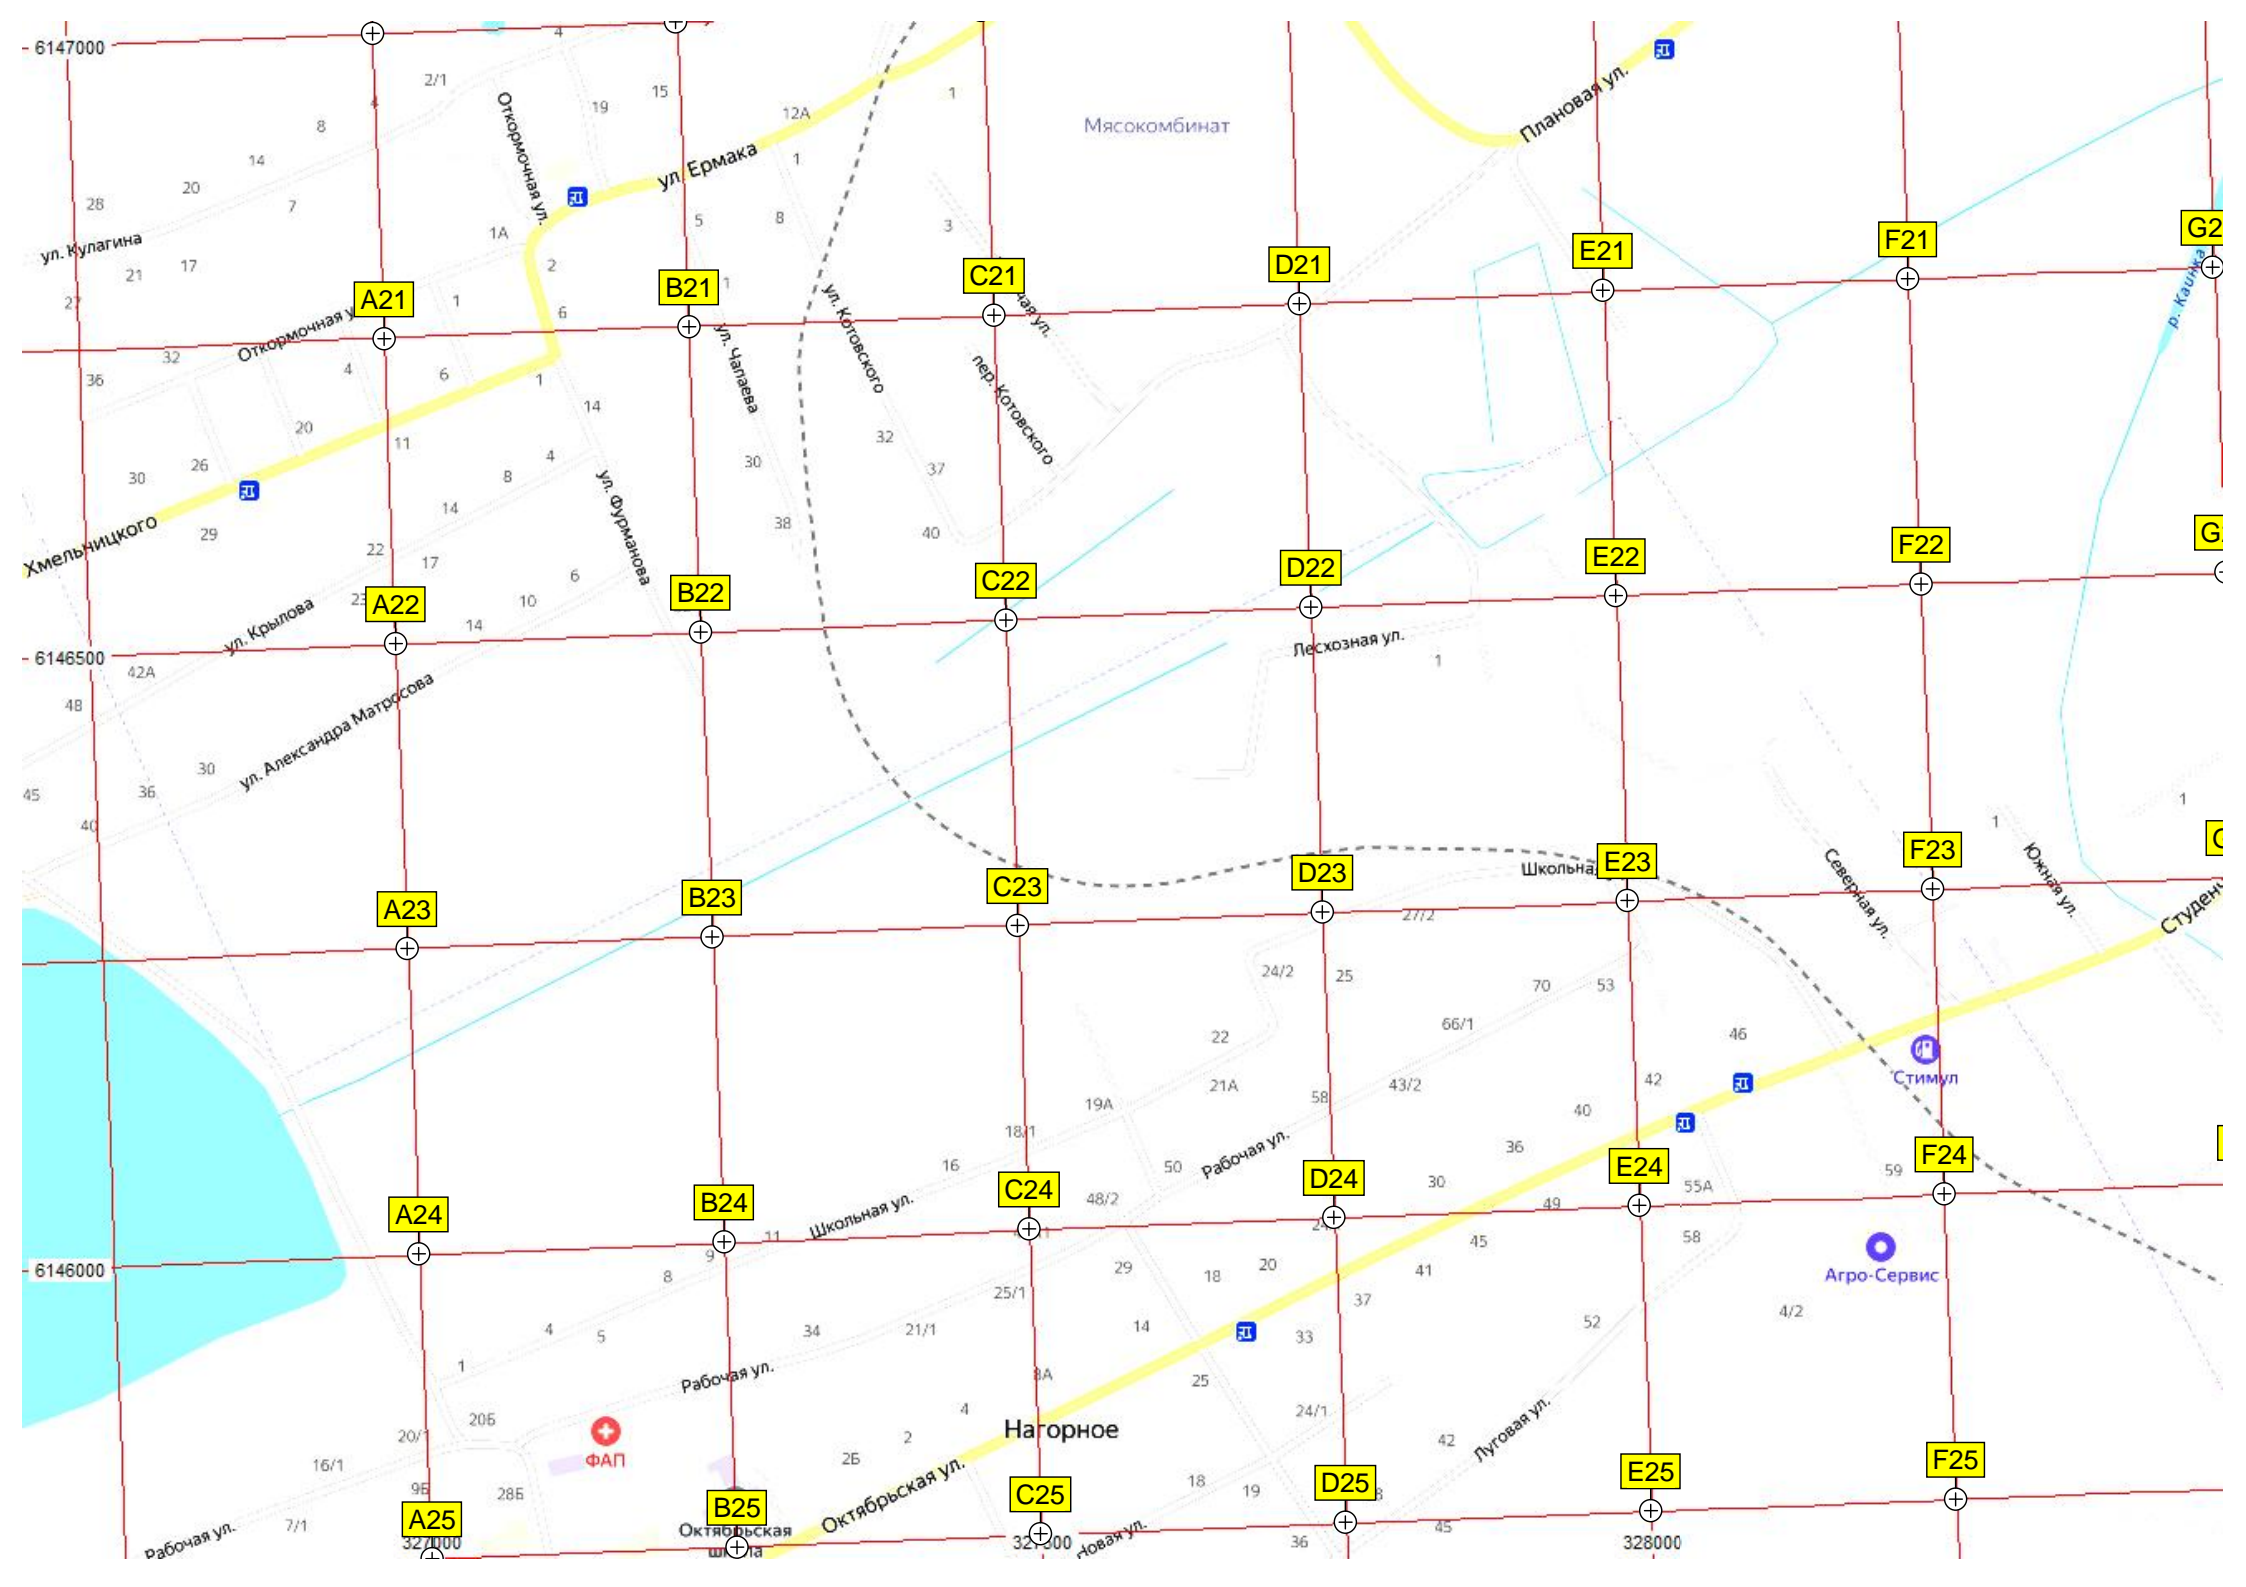 6147000
4
2/1
15
1
12А
Мясокомбинат
Плановая ул.
Откормочная ул.
19
4
8
14
20
28
7
ул. Ермака
1
8
5
3
1А
ул. Кулагина
21
17
2
6
1
A21
B21
1
C21
D21
E21
F21
р. Каинка
ул. Чапаева
ул. Котовского
пер. Котовского
32
36
4
6
1
14
20
11
26
30
29
8
4
14
30
32
37
38
40
Хмельницкого
22
17
ул. Фурманова
6
10
14
A22
B22
C22
D22
E22
F22
ул. Крылова
6146500
Лесхозная ул.
1
42А
48
ул. Александра Матросова
30
36
45
40
1
1
A23
B23
C23
D23
E23
F23
Северная ул.
Южная ул.
27/2
24/2
25
70
53
22
66/1
46
21А
43/2
58
42
Стимул
19А
18/1
40
16
50
Рабочая ул.
36
A24
B24
C24
D24
E24
F24
59
48/2
30
55А
49
Школьная ул.
11
9
8
45
58
6146000
29
18
20
41
Агро-Сервис
25/1
37
4/2
4
5
34
21/1
14
33
52
1
Рабочая ул.
25
20Б
4
24/1
Нагорное
2
42
Луговая ул.
ФАП
2Б
16/1
28Б
18
19
Октябрьская ул.
A25
B25
C25
D25
E25
F25
7/1
Рабочая ул.
Октябрьская
36
45
327000
328000